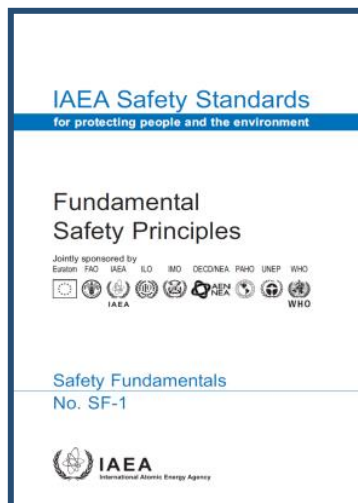 IAEA Safety Standards
for protecting people and the environment
Fundamental
Safety Principles
Jointly sponsored by
Euratom FAO IAEA ILO IMO OECD/NEA PAHO UNEP WHO
AEN
NEA
IAEA
WHO
Safety Fundamentals
No. SF-1
IAEA
International Atomic Energy Agency